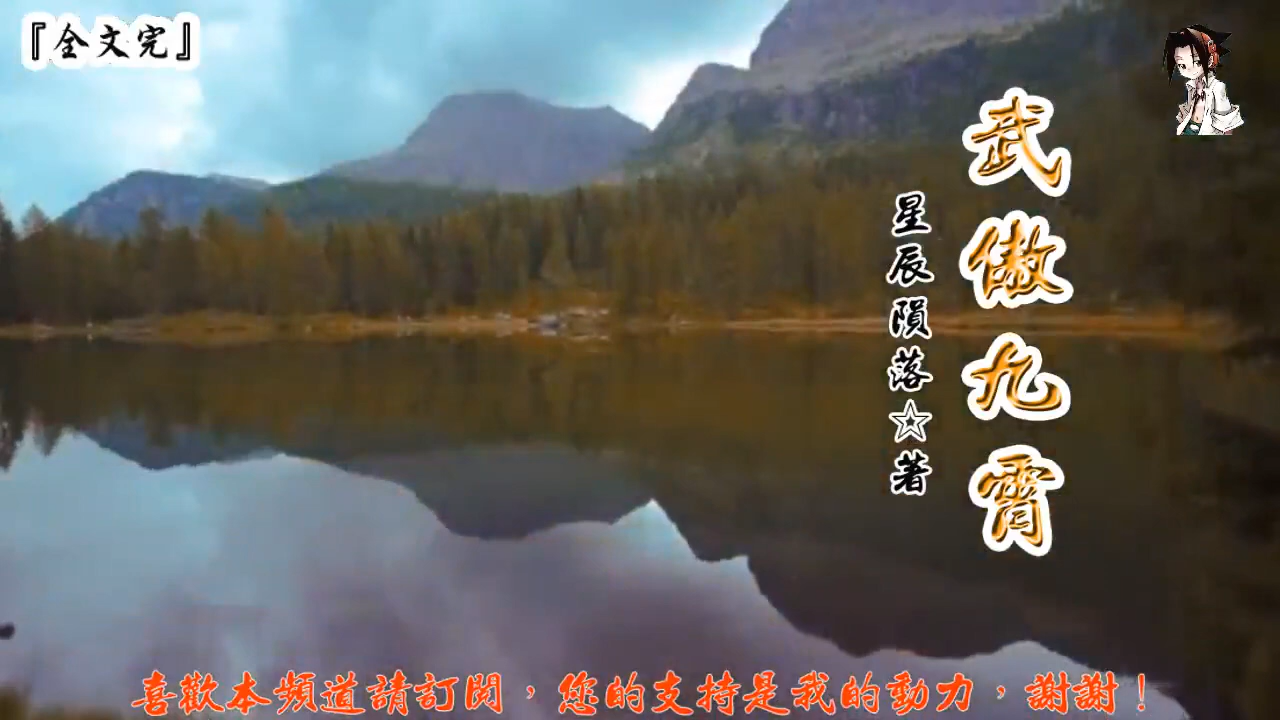 『全文完』
武傲九霄
星辰隕落☆著
喜歡本頻道請訂閱，您的支持是我的動力，謝謝！